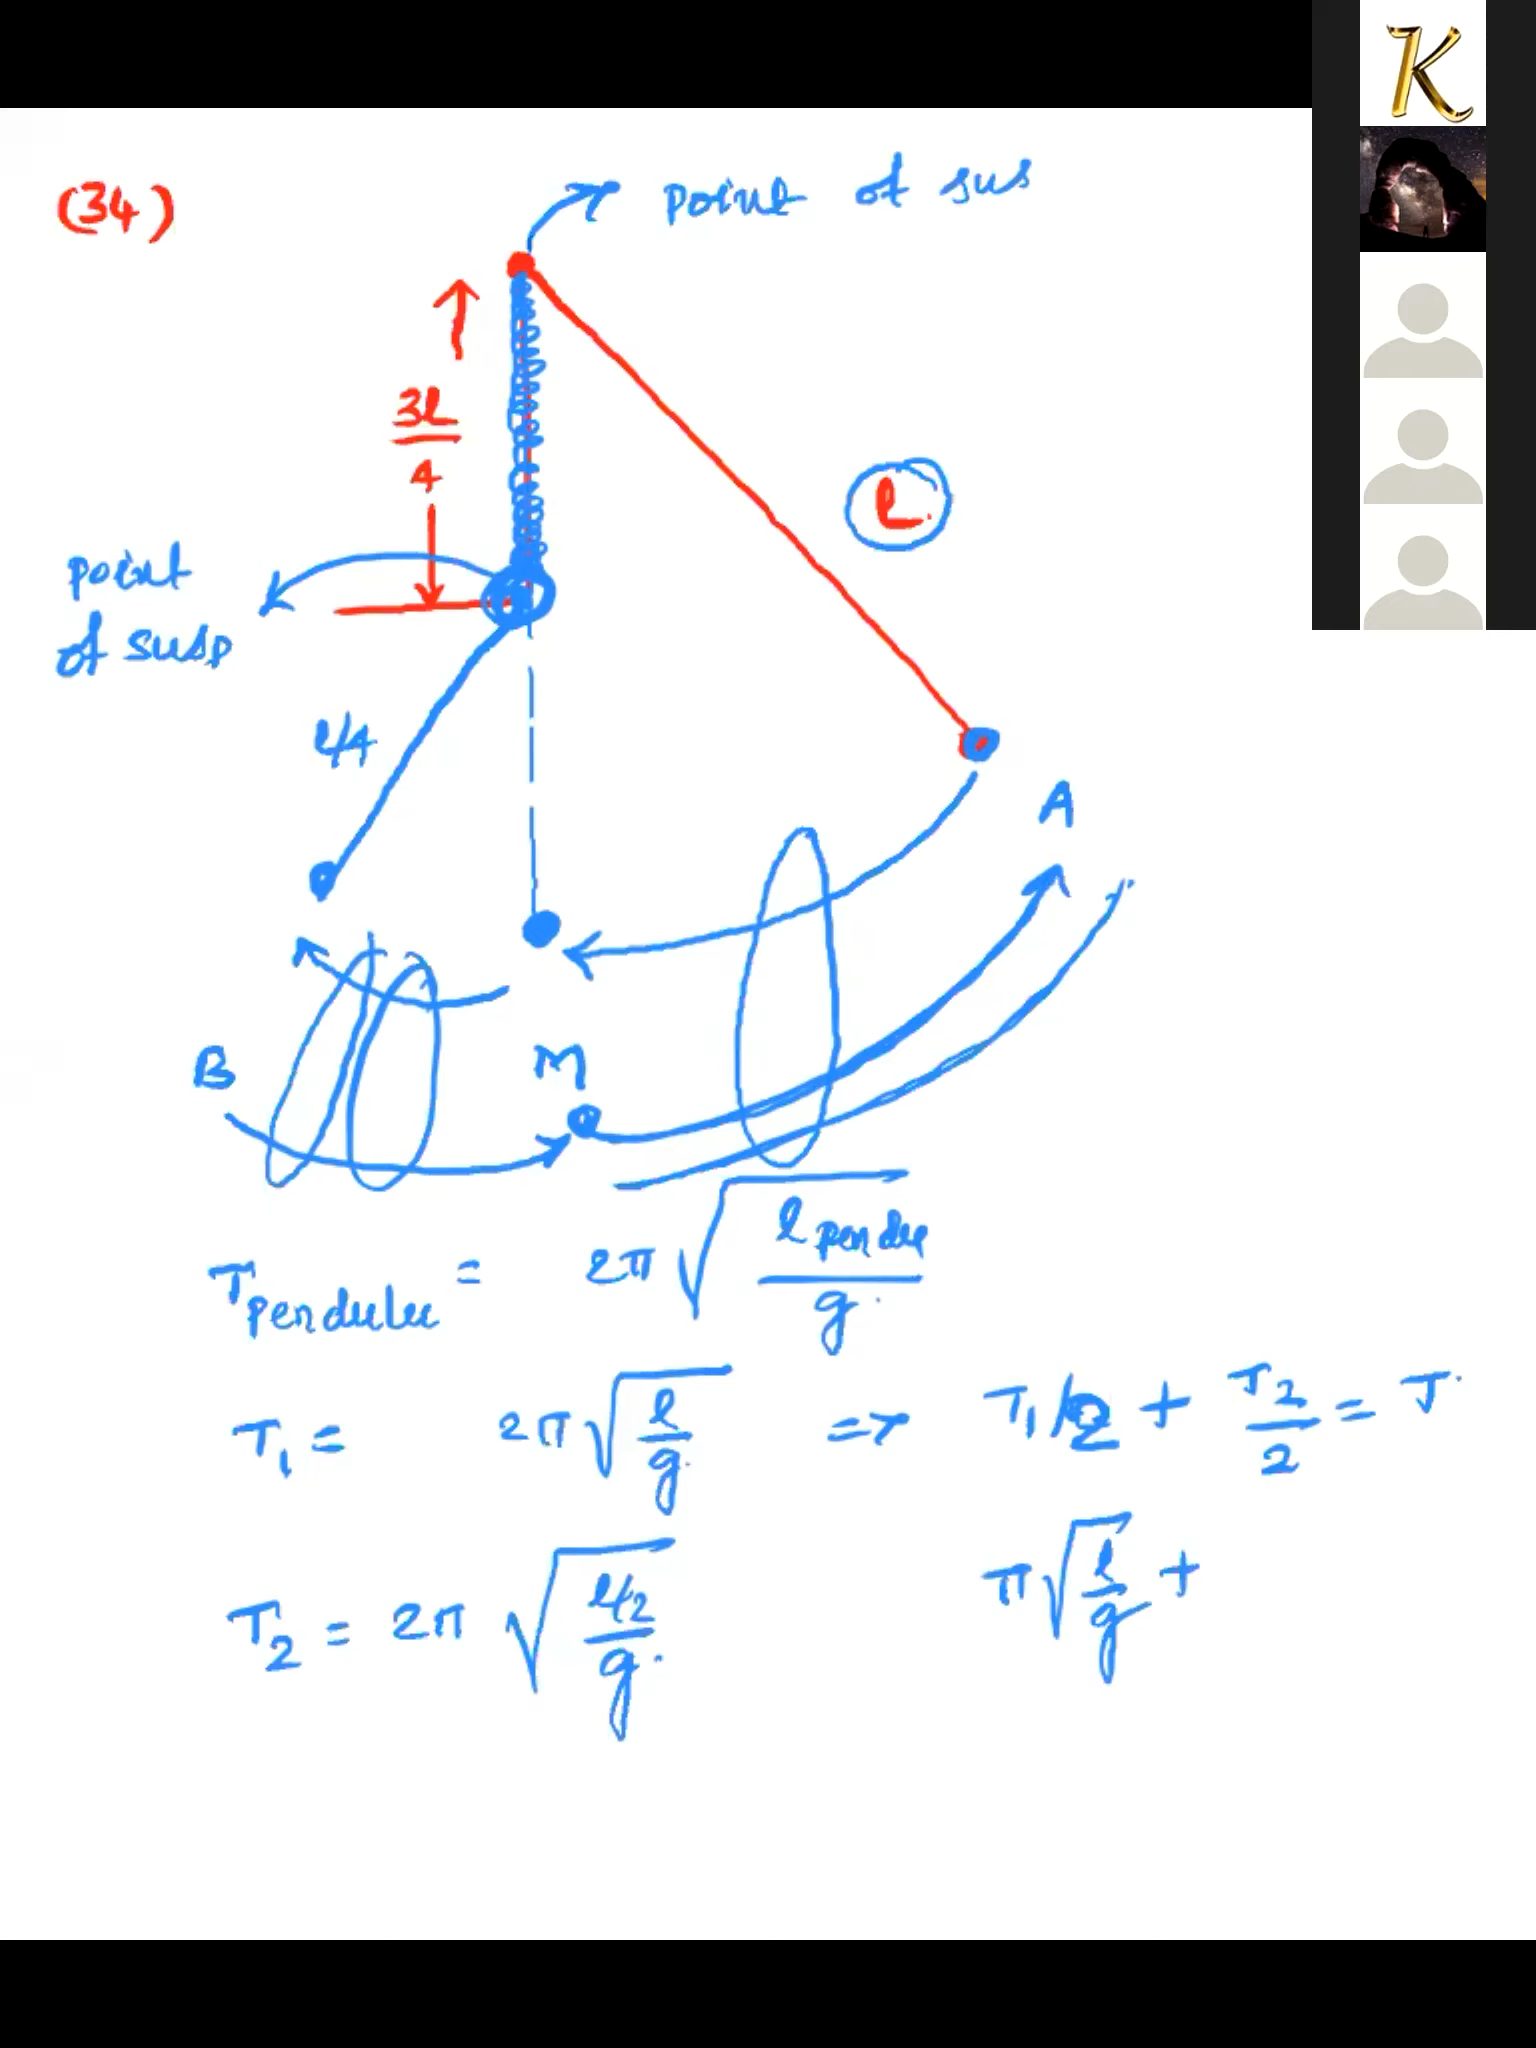 (34)
point of sus
3l/4
l
point
of susp
l/4
A
B
M
T pendulu = 2π √(l pendu/g)
T₁ = 2π √(l/g) => T₁/2 + T₂/2 = T
T₂ = 2π √(l/2/g)
π √(l/g) +
K